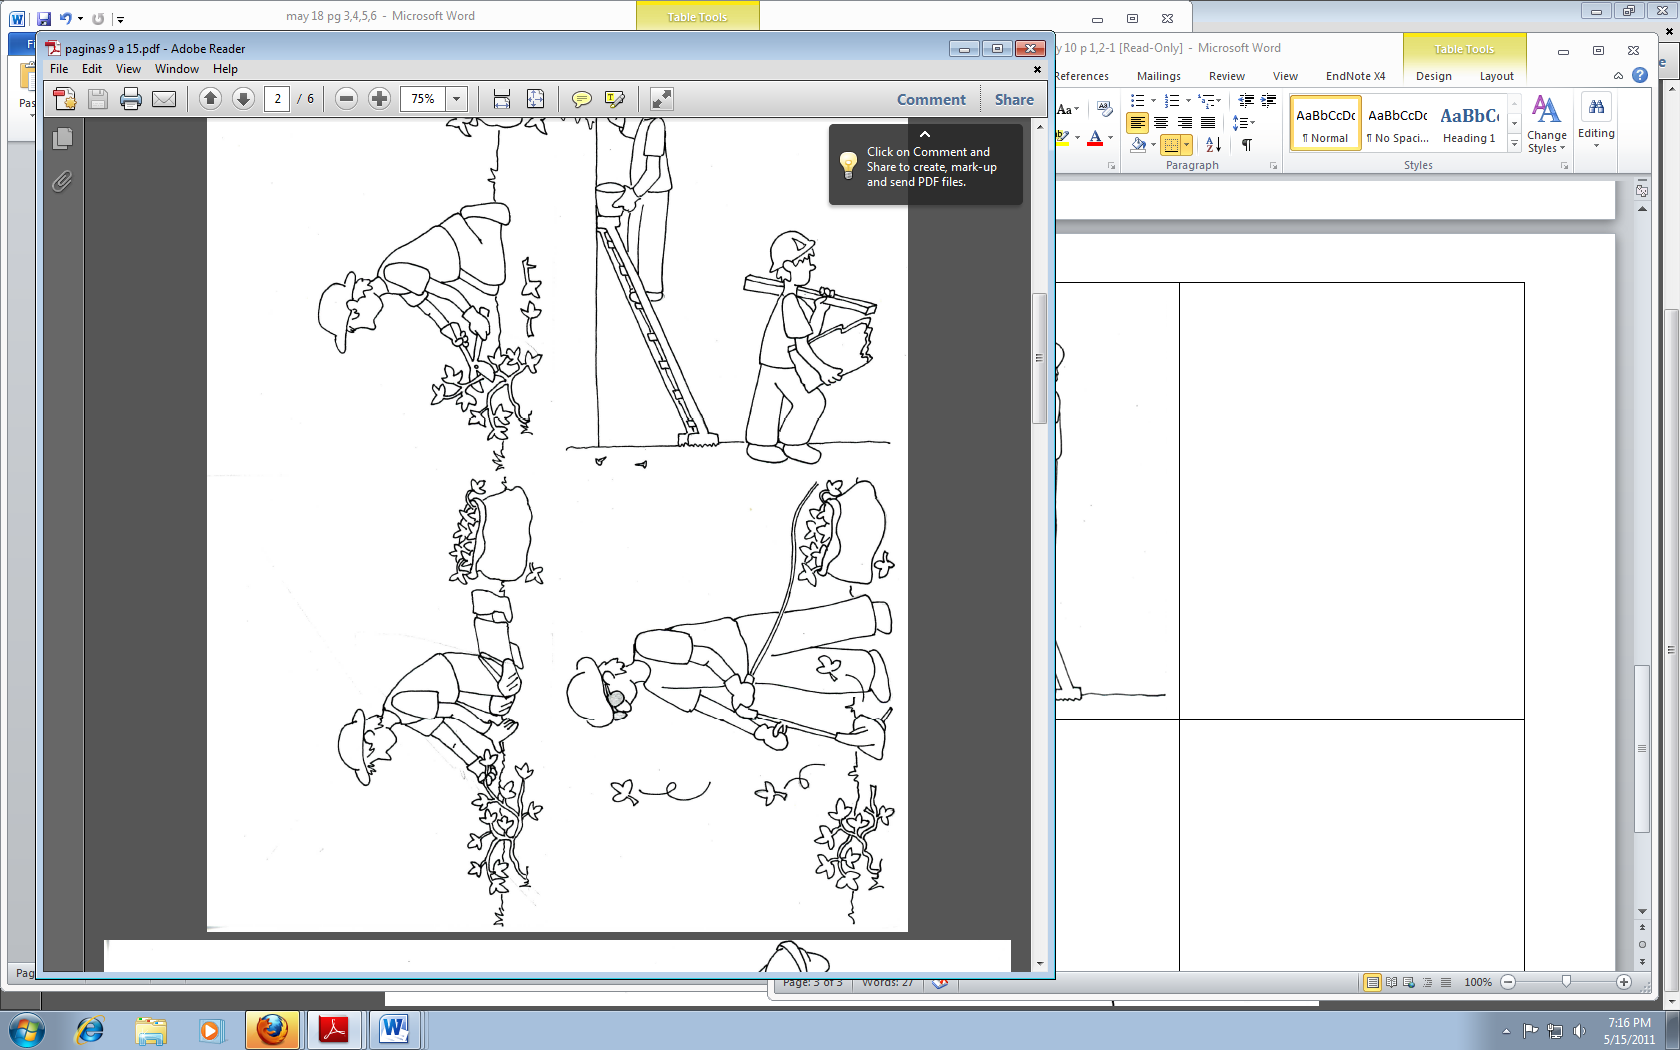 may 18 pg 3,4,5,6 - Microsoft Word
Table Tools
paginas 9 a 15.pdf - Adobe Reader
File Edit View Window Help
2 / 6
75%
Comment
Share
Click on Comment and
Share to create, mark-up
and send PDF files.
10 p 1,2-1 [Read-Only] - Microsoft Word
Table Tools
References Mailings Review View EndNote X4 Design Layout
Aa
AaBbCcDc AaBbCcDc AaBbC
¶ Normal ¶ No Spaci... Heading 1
Change
Styles
Editing
Paragraph
Styles
Page: 3 of 3 Words: 27
100%
7:16 PM
5/15/2011